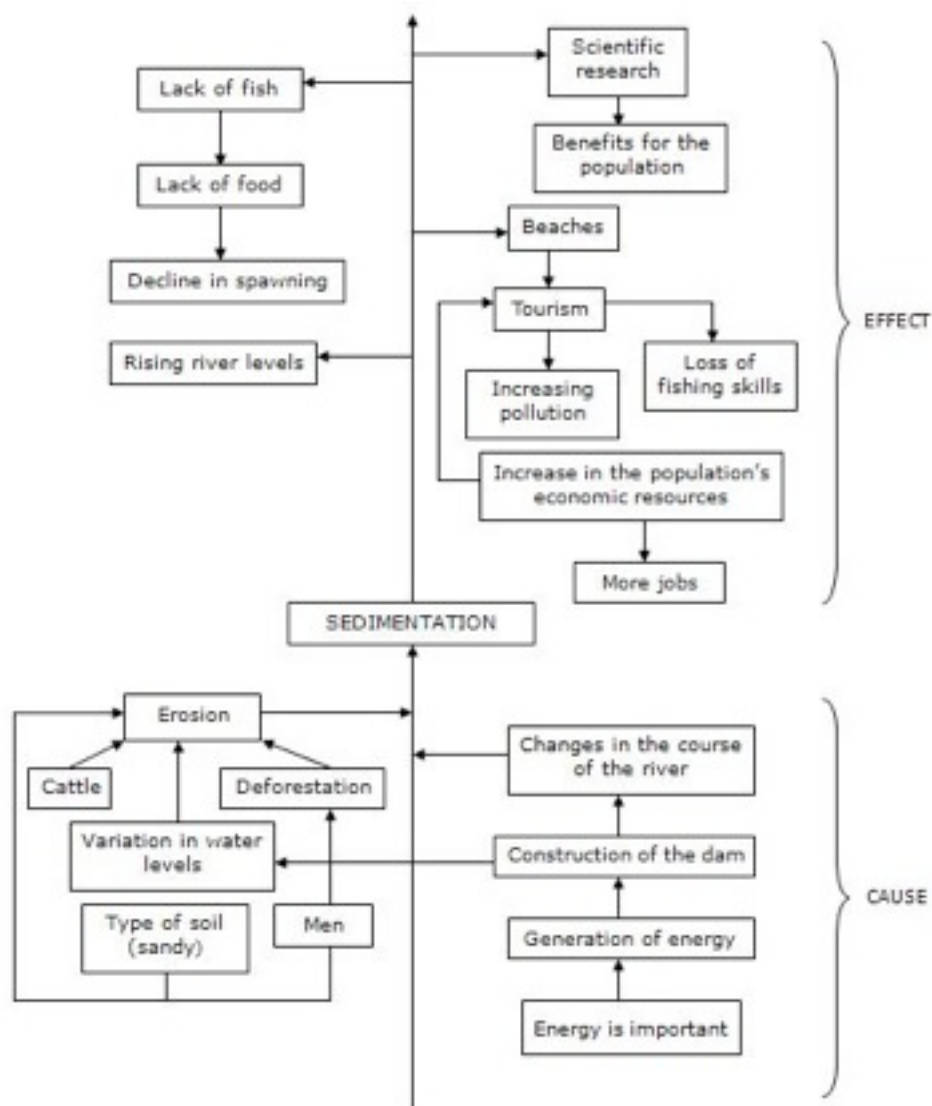 Scientific
research
Lack of fish
Benefits for the
population
Lack of food
Beaches
Decline in spawning
Tourism
EFFECT
Rising river levels
Loss of
fishing skills
Increasing
pollution
Increase in the population's
economic resources
More jobs
SEDIMENTATION
Erosion
Changes in the course
of the river
Cattle
Deforestation
Variation in water
levels
Construction of the dam
CAUSE
Type of soil
(sandy)
Men
Generation of energy
Energy is important